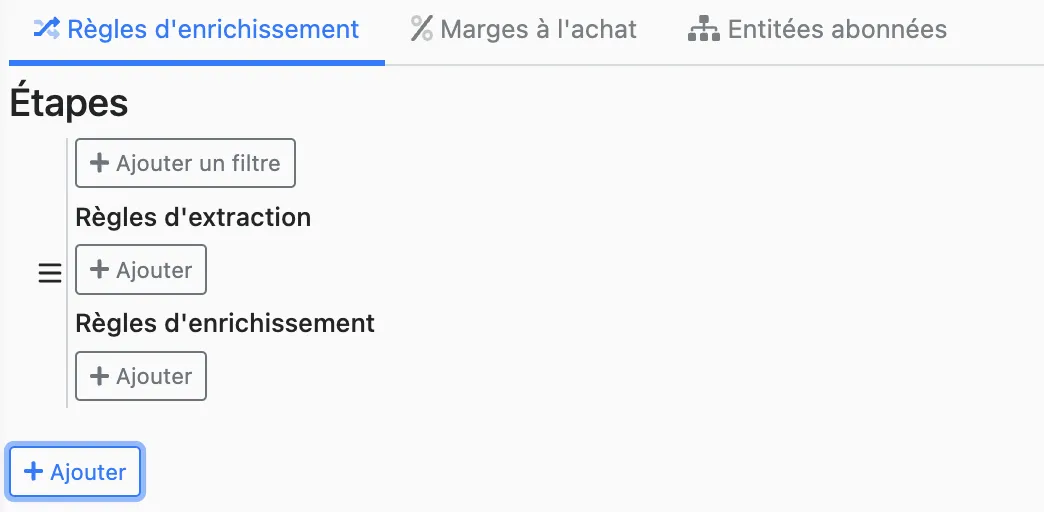 Règles d'enrichissement Marges à l'achat Entitées abonnées
Étapes
Ajouter un filtre
Règles d'extraction
Ajouter
Règles d'enrichissement
Ajouter
Ajouter